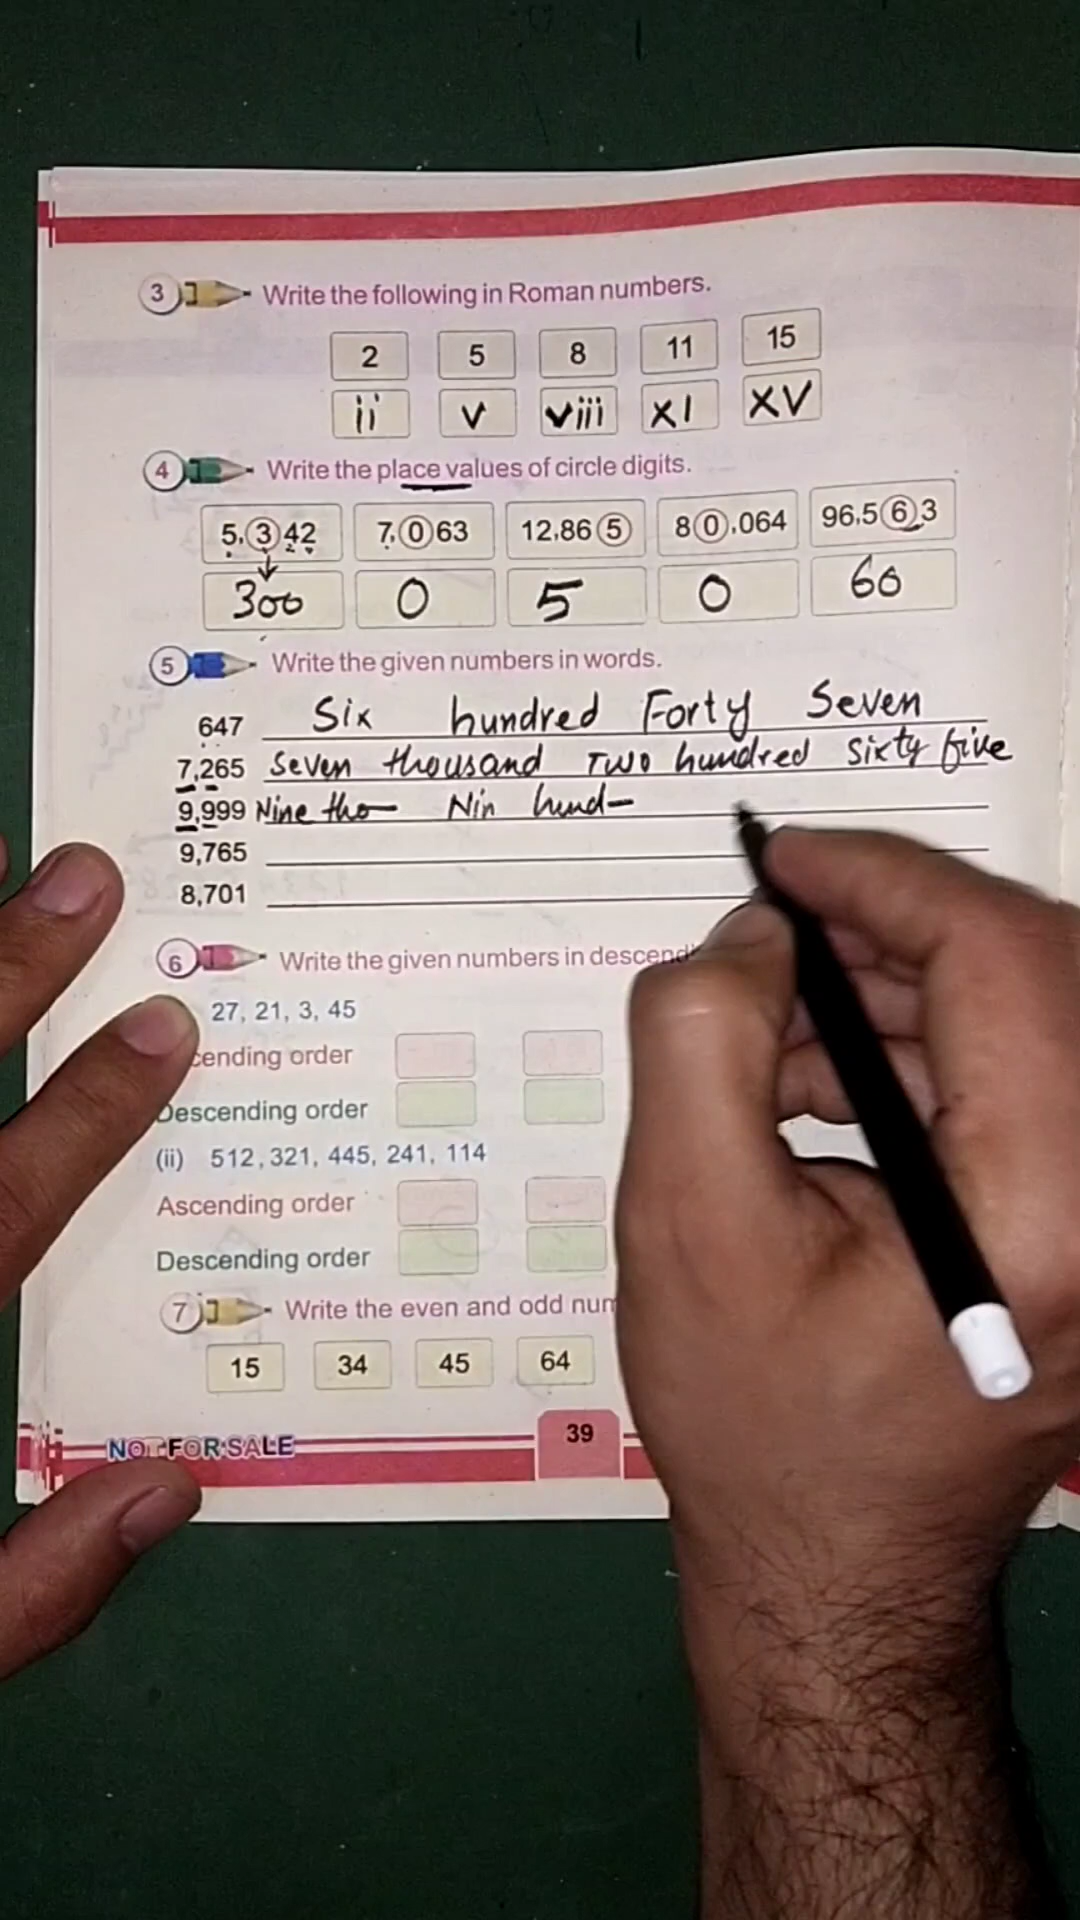 3 Write the following in Roman numbers.
2 5 8 11 15
ii v viii XI XV
4 Write the place values of circle digits.
5,342 7,063 12,865 80,064 96,563
300 0 5 0 60
5 Write the given numbers in words.
647 Six hundred Forty Seven
7,265 Seven thousand Two hundred Sixty five
9,999 Nine tho— Nin hund—
9,765
8,701
6 Write the given numbers in descendi
27, 21, 3, 45
cending order
Descending order
(ii) 512, 321, 445, 241, 114
Ascending order
Descending order
7 Write the even and odd num
15 34 45 64
NOT FOR SALE 39